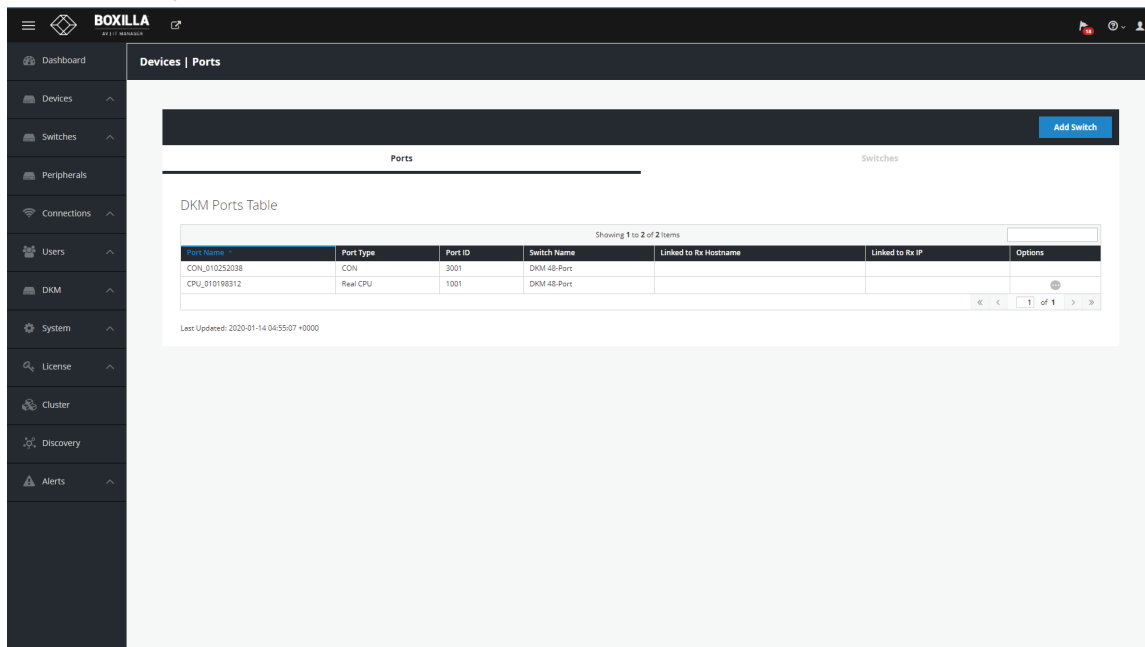 BOXILLA
AV | IT MANAGER
18
Dashboard
Devices | Ports
Devices
Switches
Peripherals
Connections
Users
DKM
System
License
Cluster
Discovery
Alerts
Add Switch
Ports Switches
DKM Ports Table
Showing 1 to 2 of 2 Items
Port Name Port Type Port ID Switch Name Linked to Rx Hostname Linked to Rx IP Options
CON_010252038 CON 3001 DKM 48-Port
CPU_010198312 Real CPU 1001 DKM 48-Port
1 of 1
Last Updated: 2020-01-14 04:55:07 +0000